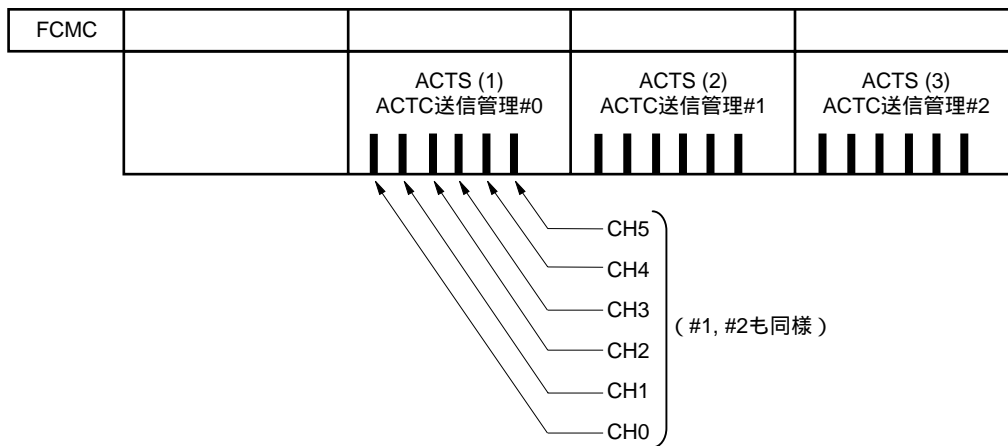 FCMC
ACTS (1)
ACTC送信管理#0
ACTS (2)
ACTC送信管理#1
ACTS (3)
ACTC送信管理#2
CH5
CH4
CH3
(#1, #2も同様)
CH2
CH1
CH0